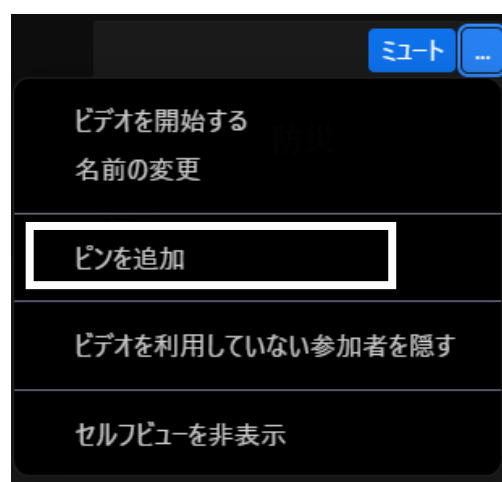 ミュート ...
ビデオを開始する
名前の変更
ピンを追加
ビデオを利用していない参加者を隠す
セルフビューを非表示